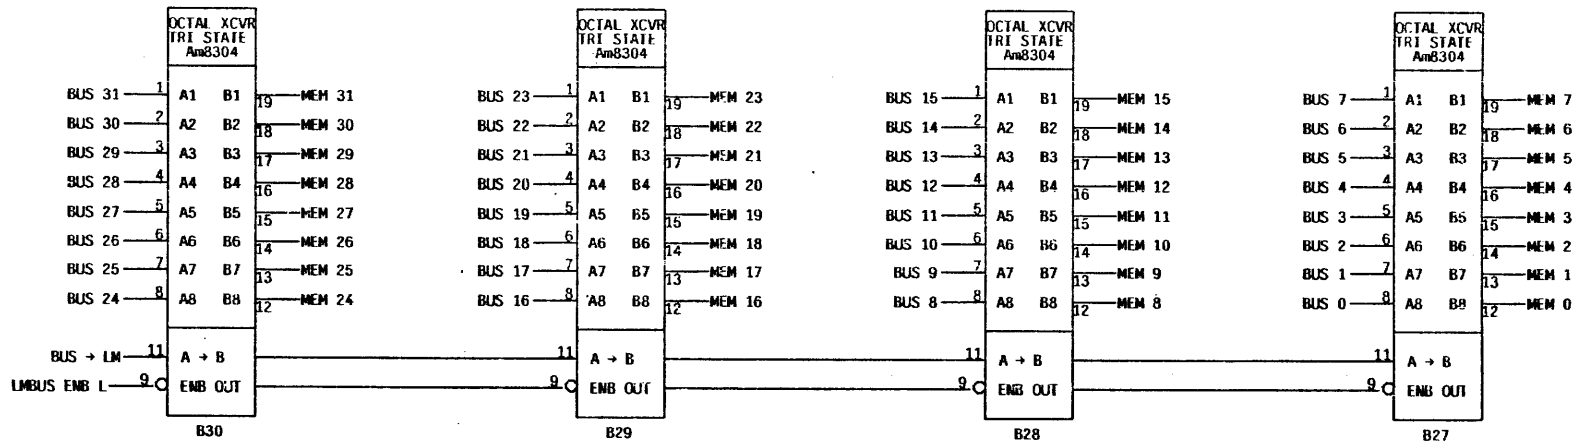 OCTAL XCVR OCTAL XCVR OCTAL XCVR OCTAL XCVR
TRI STATE TRI STATE TRI STATE TRI STATE
Am8304 Am8304 Am8304 Am8304
BUS 31 1 A1 B1 19 MEM 31 BUS 23 1 A1 B1 19 MEM 23 BUS 15 1 A1 B1 19 MEM 15 BUS 7 1 A1 B1 19 MEM 7
BUS 30 2 A2 B2 18 MEM 30 BUS 22 2 A2 B2 18 MEM 22 BUS 14 2 A2 B2 18 MEM 14 BUS 6 2 A2 B2 18 MEM 6
BUS 29 3 A3 B3 17 MEM 29 BUS 21 3 A3 B3 17 MEM 21 BUS 13 3 A3 B3 17 MEM 13 BUS 5 3 A3 B3 17 MEM 5
BUS 28 4 A4 B4 16 MEM 28 BUS 20 4 A4 B4 16 MEM 20 BUS 12 4 A4 B4 16 MEM 12 BUS 4 4 A4 B4 16 MEM 4
BUS 27 5 A5 B5 15 MEM 27 BUS 19 5 A5 B5 15 MEM 19 BUS 11 5 A5 B5 15 MEM 11 BUS 3 5 A5 B5 15 MEM 3
BUS 26 6 A6 B6 14 MEM 26 BUS 18 6 A6 B6 14 MEM 18 BUS 10 6 A6 B6 14 MEM 10 BUS 2 6 A6 B6 14 MEM 2
BUS 25 7 A7 B7 13 MEM 25 BUS 17 7 A7 B7 13 MEM 17 BUS 9 7 A7 B7 13 MEM 9 BUS 1 7 A7 B7 13 MEM 1
BUS 24 8 A8 B8 12 MEM 24 BUS 16 8 A8 B8 12 MEM 16 BUS 8 8 A8 B8 12 MEM 8 BUS 0 8 A8 B8 12 MEM 0
BUS → LM 11 A → B 11 A → B 11 A → B 11 A → B
LMBUS ENB L 9 ENB OUT 9 ENB OUT 9 ENB OUT 9 ENB OUT
B30 B29 B28 B27